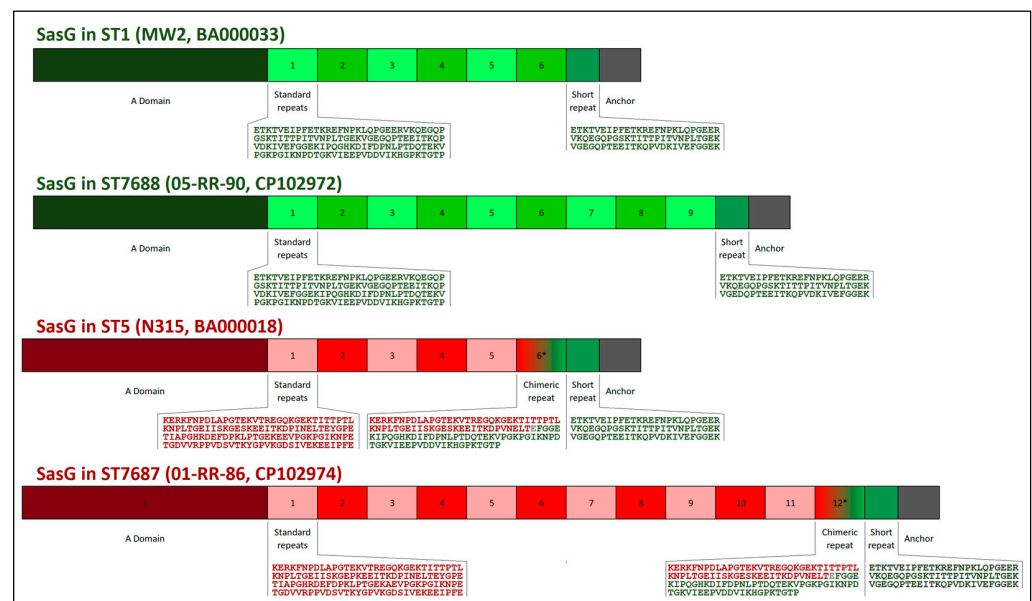 SasG in ST1 (MW2, BA000033)
1 2 3 4 5 6
A Domain Standard repeats Short repeat Anchor
ETKTVEIPFETKREFNPKLQPGEERVKQEGQP
GSKTITTPITVNPLTGEKVGEGQPTEEITKQP
VDKIVEFGGEKIPQGHKDIFDPNLPTDQTEKV
PGKPGIKNPDTGKVIEEPVDDVIKHGPKTGTP
ETKTVEIPFETKREFNPKLQPGEER
VKQEGQPGSKTITTPITVNPLTGEK
VGEGQPTEEITKQPVDKIVEFGGEK
SasG in ST7688 (05-RR-90, CP102972)
1 2 3 4 5 6 7 8 9
A Domain Standard repeats Short repeat Anchor
ETKTVEIPFETKREFNPKLQPGEERVKQEGQP
GSKTITTPITVNPLTGEKVGEGQPTEEITKQP
VDKIVEFGGEKIPQGHKDIFDPNLPTDQTEKV
PGKPGIKNPDTGKVIEEPVDDVIKHGPKTGTP
ETKTVEIPFETKREFNPKLQPGEER
VKQEGQPGSKTITTPITVNPLTGEK
VGEDQPTEEITKQPVDKIVEFGGEK
SasG in ST5 (N315, BA000018)
1 2 3 4 5 6*
A Domain Standard repeats Chimeric repeat Short repeat Anchor
KERKFNPDLAPGTEKVTREGQKGEKTITTPTL
KNPLTGEIISKGESKEEITKDPINELTEYGPE
TIAPGHRDEFDPKLPTGEKEEVPGKPGIKNPE
TGDVVRPPVDSVTKYGPVKGDSIVEKEEIPFE
KERKFNPDLAPGTEKVTREGQKGEKTITTPTL
KNPLTGEIISKGESKEEITKDPVNELTEFGGE
KIPQGHKDIFDPNLPTDQTEKVPGKPGIKNPD
TGKVIEEPVDDVIKHGPKTGTP
ETKTVEIPFETKREFNPKLQPGEER
VKQEGQPGSKTITTPITVNPLTGEK
VGEGQPTEEITKQPVDKIVEFGGEK
SasG in ST7687 (01-RR-86, CP102974)
1 2 3 4 5 6 7 8 9 10 11 12*
A Domain Standard repeats Chimeric repeat Short repeat Anchor
KERKFNPDLAPGTEKVTREGQKGEKTITTPTL
KNPLTGEIISKGEPKEEITKDPINELTEYGPE
TIAPGHRDEFDPKLPTGEKAEVPGKPGIKNPE
TGDVVRPPVDSVTKYGPVKGDSIVEKEEIPFE
KERKFNPDLAPGTEKVTREGQKGEKTITTPTL
KNPLTGEIISKGESKEEITKDPVNELTEFGGE
KIPQGHKDIFDPNLPTDQTEKVPGKPGIKNPD
TGKVIEEPVDDVIKHGPKTGTP
ETKTVEIPFETKREFNPKLQPGEER
VKQEGQPGSKTITTPITVNPLTGEK
VGEGQPTEEITKQPVDKIVEFGGEK